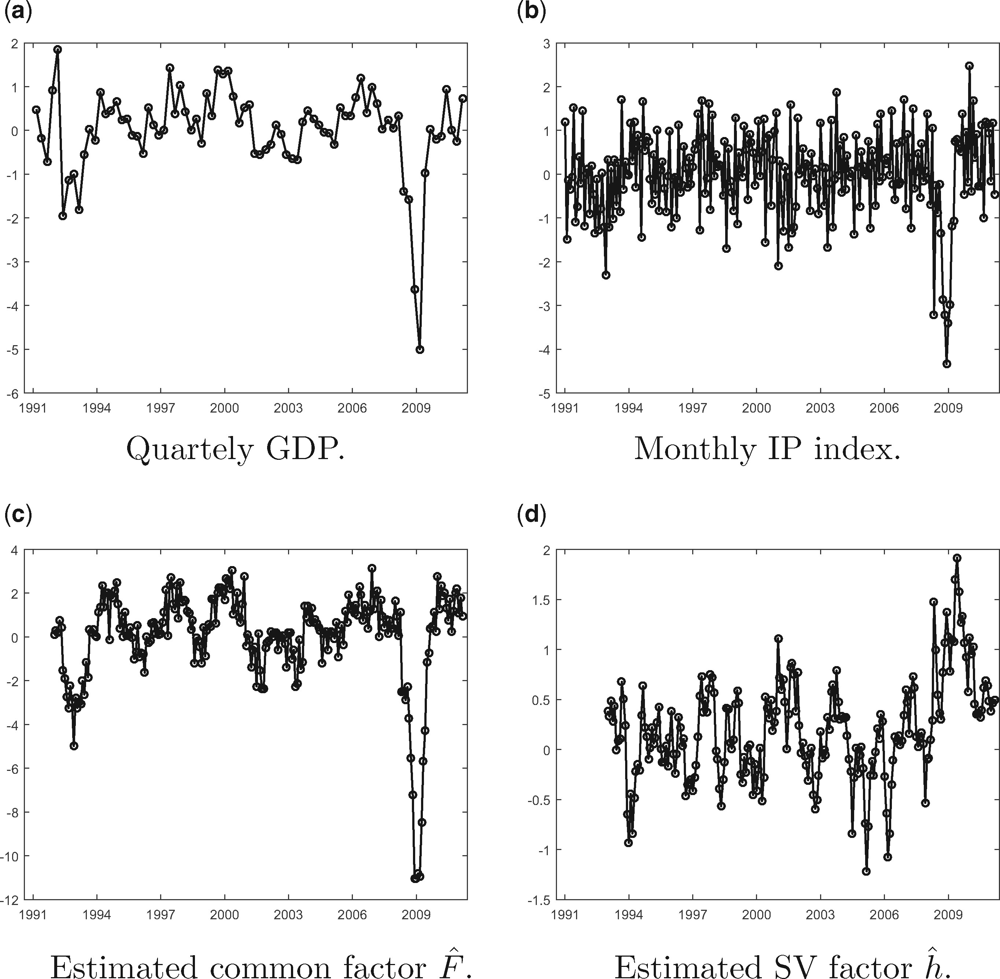 (a)
2
1
0
-1
-2
-3
-4
-5
-6
1991 1994 1997 2000 2003 2006 2009
Quartely GDP.
(b)
3
2
1
0
-1
-2
-3
-4
-5
1991 1994 1997 2000 2003 2006 2009
Monthly IP index.
(c)
4
2
0
-2
-4
-6
-8
-10
-12
1991 1994 1997 2000 2003 2006 2009
Estimated common factor F̂.
(d)
2
1.5
1
0.5
0
-0.5
-1
-1.5
1991 1994 1997 2000 2003 2006 2009
Estimated SV factor ĥ.